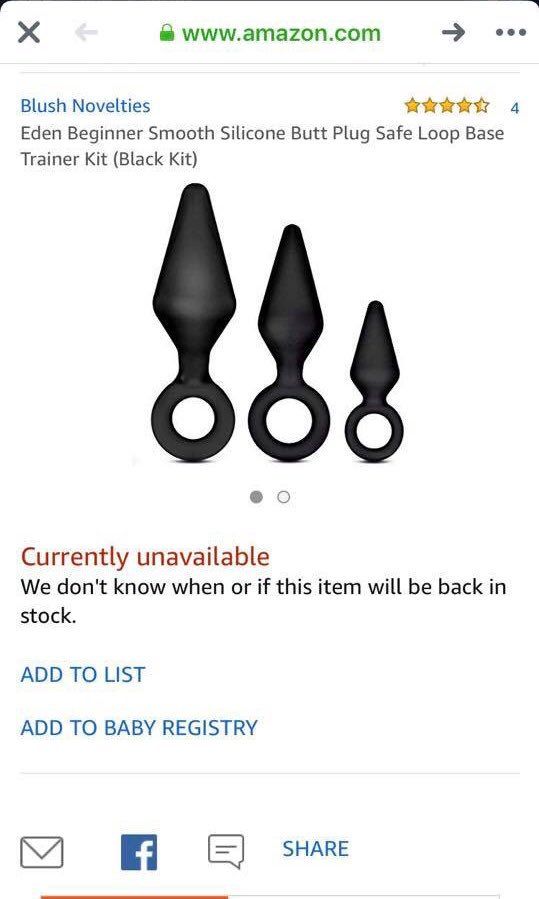 www.amazon.com
Blush Novelties 4
Eden Beginner Smooth Silicone Butt Plug Safe Loop Base
Trainer Kit (Black Kit)
Currently unavailable
We don't know when or if this item will be back in
stock.
ADD TO LIST
ADD TO BABY REGISTRY
f
SHARE